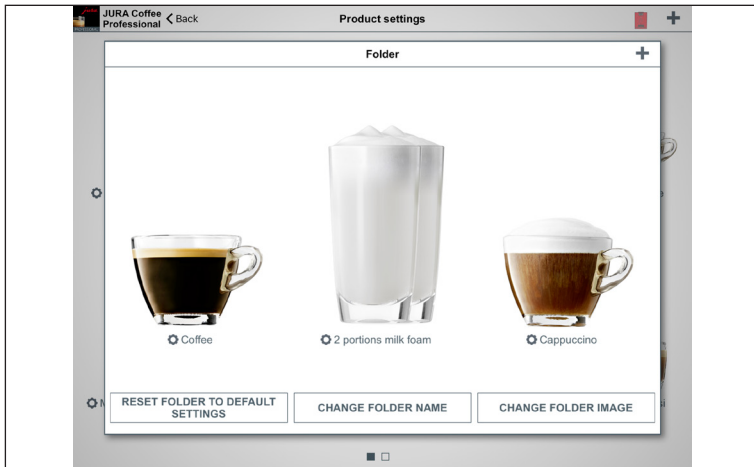 JURA Coffee
Professional
Back
Product settings
Folder
Coffee
2 portions milk foam
Cappuccino
RESET FOLDER TO DEFAULT
SETTINGS
CHANGE FOLDER NAME
CHANGE FOLDER IMAGE